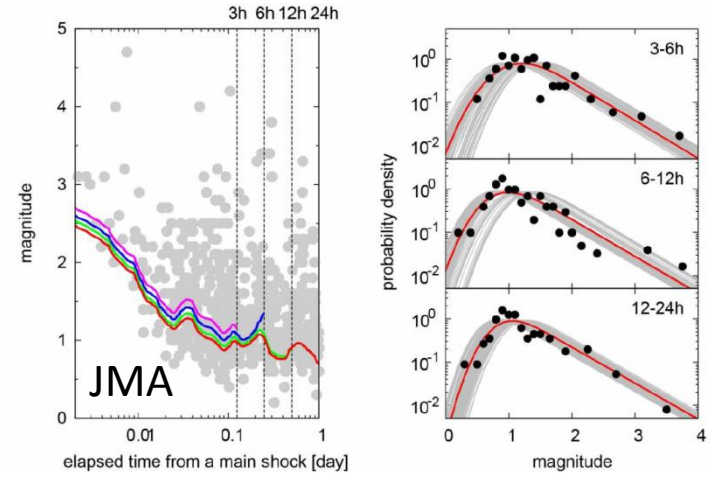 3h 6h 12h 24h
5
4
3
2
1
0
magnitude
JMA
0.01 0.1 1
elapsed time from a main shock [day]
3-6h
10⁰
10⁻¹
10⁻²
6-12h
10⁰
10⁻¹
10⁻²
12-24h
10⁰
10⁻¹
10⁻²
probability density
0 1 2 3 4
magnitude